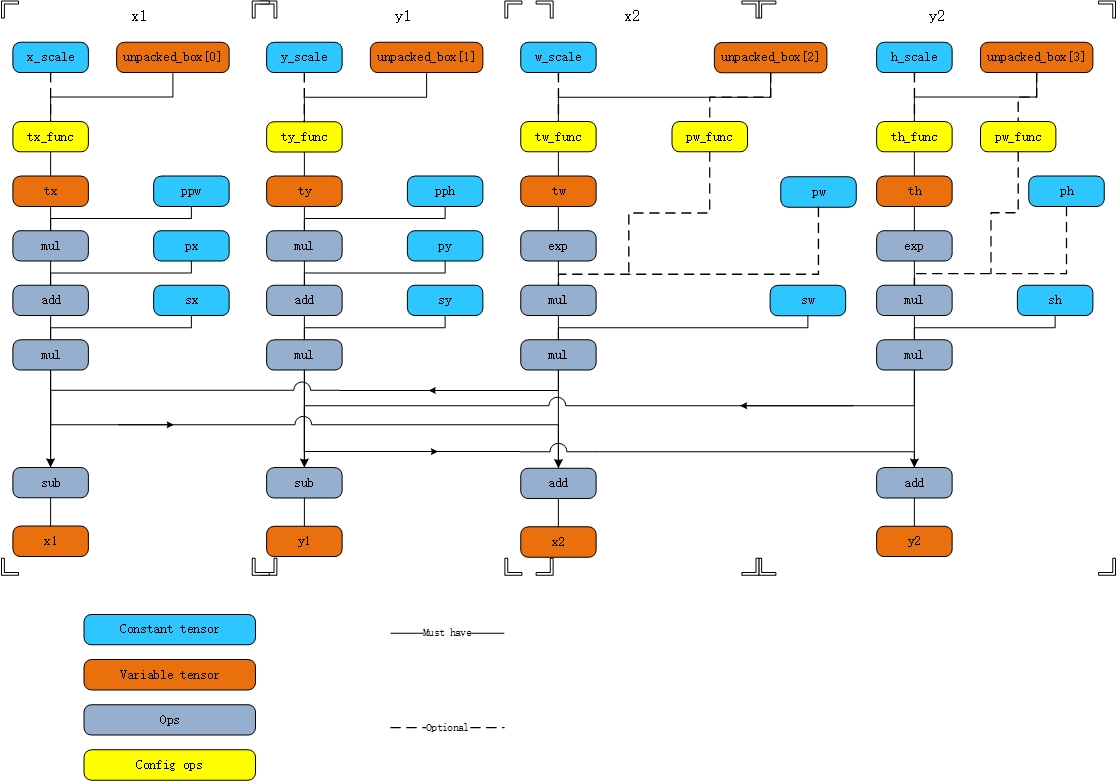 x1 y1 x2 y2
x_scale unpacked_box[0] y_scale unpacked_box[1] w_scale unpacked_box[2] h_scale unpacked_box[3]
tx_func ty_func tw_func pw_func th_func pw_func
tx ppw ty pph tw pw th ph
mul px mul py exp exp
add sx add sy mul sw mul sh
mul mul mul mul
sub sub add add
x1 y1 x2 y2
Constant tensor Must have
Variable tensor
Ops Optional
Config ops